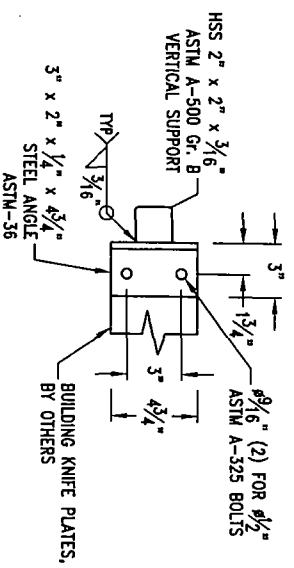 HSS 2" x 2" x 3/16"
ASTM A-500 Gr. B
VERTICAL SUPPORT
TYP
3/16"
3" x 2" x 1/4" x 4 3/4"
STEEL ANGLE
ASTM-36
3"
1 3/4"
ø9/16" (2) FOR ø1/2"
ASTM A-325 BOLTS
3"
4 3/4"
BUILDING KNIFE PLATES,
BY OTHERS